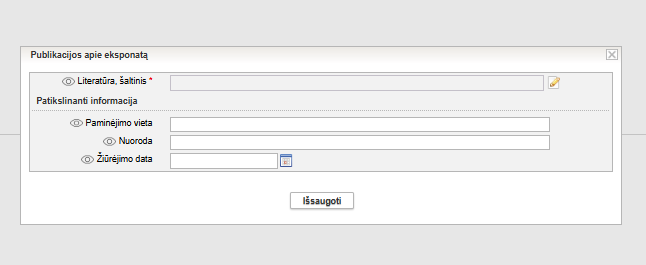 Publikacijos apie eksponatą
Literatūra, šaltinis *
Patikslinanti informacija
Paminėjimo vieta
Nuoroda
Žiūrėjimo data
Išsaugoti